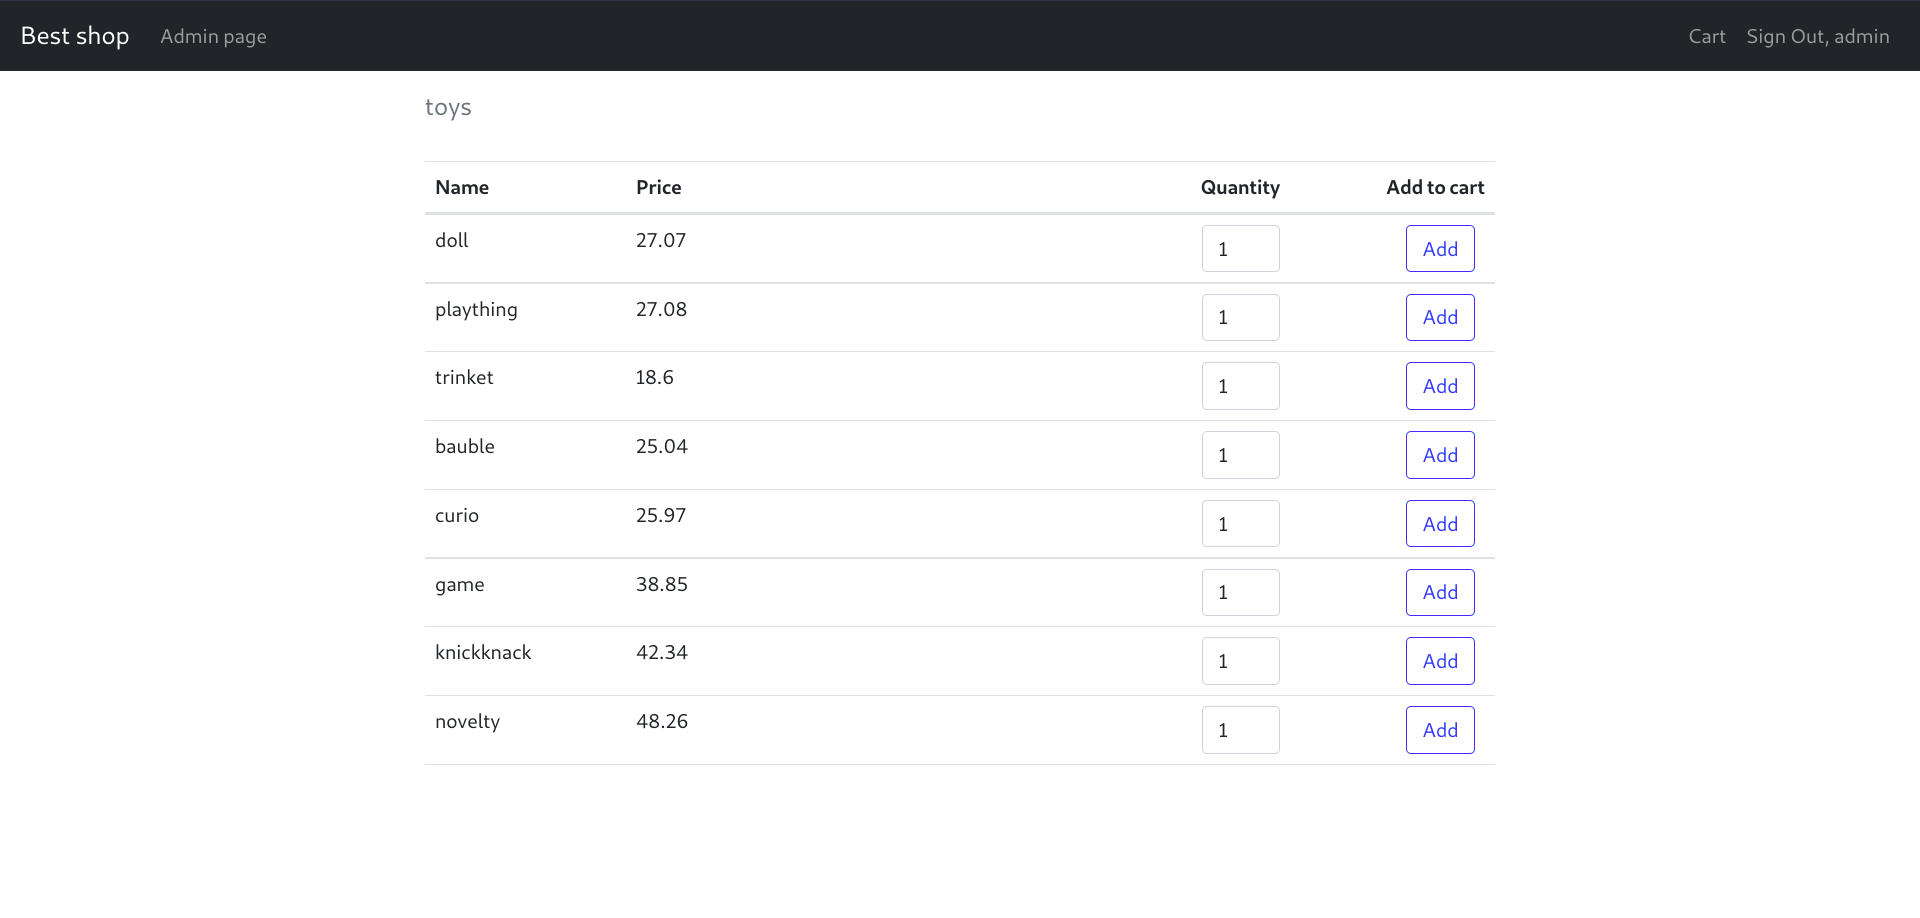 Best shop Admin page Cart Sign Out, admin
toys
Name Price Quantity Add to cart
doll 27.07 1 Add
plaything 27.08 1 Add
trinket 18.6 1 Add
bauble 25.04 1 Add
curio 25.97 1 Add
game 38.85 1 Add
knickknack 42.34 1 Add
novelty 48.26 1 Add